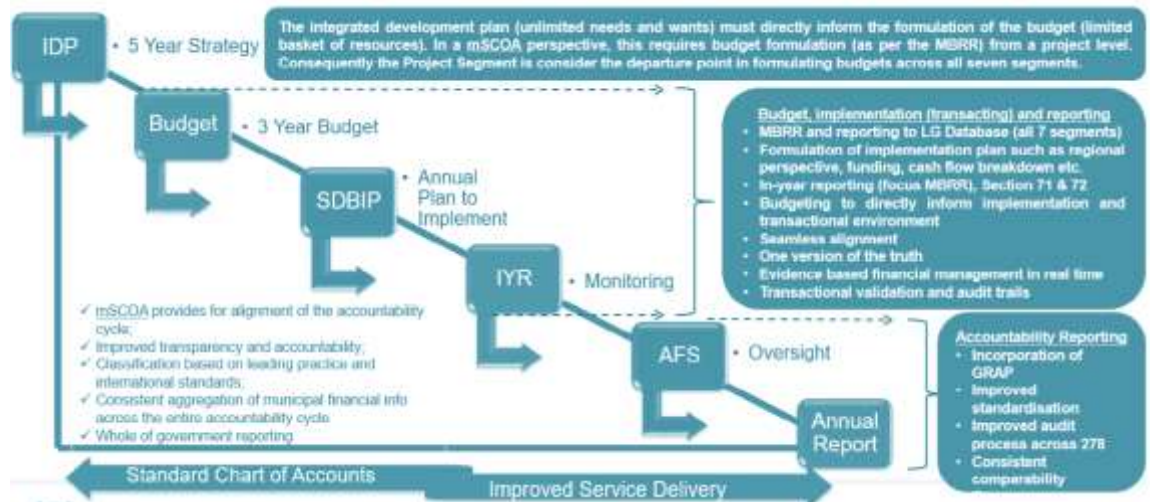 IDP
• 5 Year Strategy
The integrated development plan (unlimited needs and wants) must directly inform the formulation of the budget (limited
basket of resources). In a mSCOA perspective, this requires budget formulation (as per the MBRR) from a project level.
Consequently the Project Segment is consider the departure point in formulating budgets across all seven segments.
Budget
• 3 Year Budget
SDBIP
• Annual
Plan to
Implement
IYR
• Monitoring
AFS
• Oversight
Annual
Report
Budget, implementation (transacting) and reporting
• MBRR and reporting to LG Database (all 7 segments)
• Formulation of implementation plan such as regional
perspective, funding, cash flow breakdown etc.
• In-year reporting (focus MBRR), Section 71 & 72
• Budgeting to directly inform implementation and
transactional environment
• Seamless alignment
• One version of the truth
• Evidence based financial management in real time
• Transactional validation and audit trails
✓ mSCOA provides for alignment of the accountability
cycle;
✓ Improved transparency and accountability;
✓ Classification based on leading practice and
international standards;
✓ Consistent aggregation of municipal financial info
across the entire accountability cycle
✓ Whole of government reporting
Accountability Reporting
• Incorporation of
GRAP
• Improved
standardisation
• Improved audit
process across 278
• Consistent
comparability
Standard Chart of Accounts
Improved Service Delivery